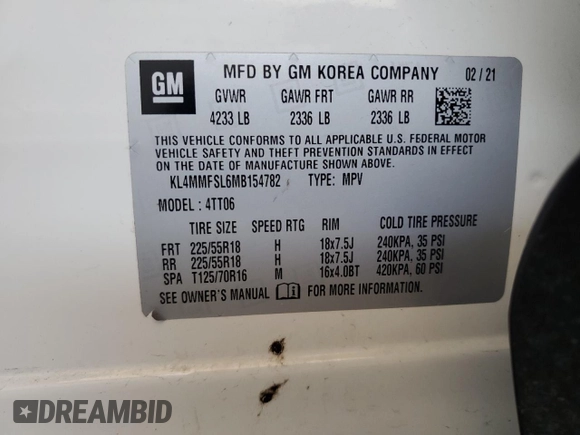 GM
MFD BY GM KOREA COMPANY 02 / 21
GVWR GAWR FRT GAWR RR
4233 LB 2336 LB 2336 LB
THIS VEHICLE CONFORMS TO ALL APPLICABLE U.S. FEDERAL MOTOR
VEHICLE SAFETY AND THEFT PREVENTION STANDARDS IN EFFECT ON
THE DATE OF MANUFACTURE SHOWN ABOVE.
KL4MMFSL6MB154782 TYPE: MPV
MODEL : 4TT06
TIRE SIZE SPEED RTG RIM COLD TIRE PRESSURE
FRT 225/55R18 H 18x7.5J 240KPA, 35 PSI
RR 225/55R18 H 18x7.5J 240KPA, 35 PSI
SPA T125/70R16 M 16x4.0BT 420KPA, 60 PSI
SEE OWNER'S MANUAL FOR MORE INFORMATION.
DREAMBID